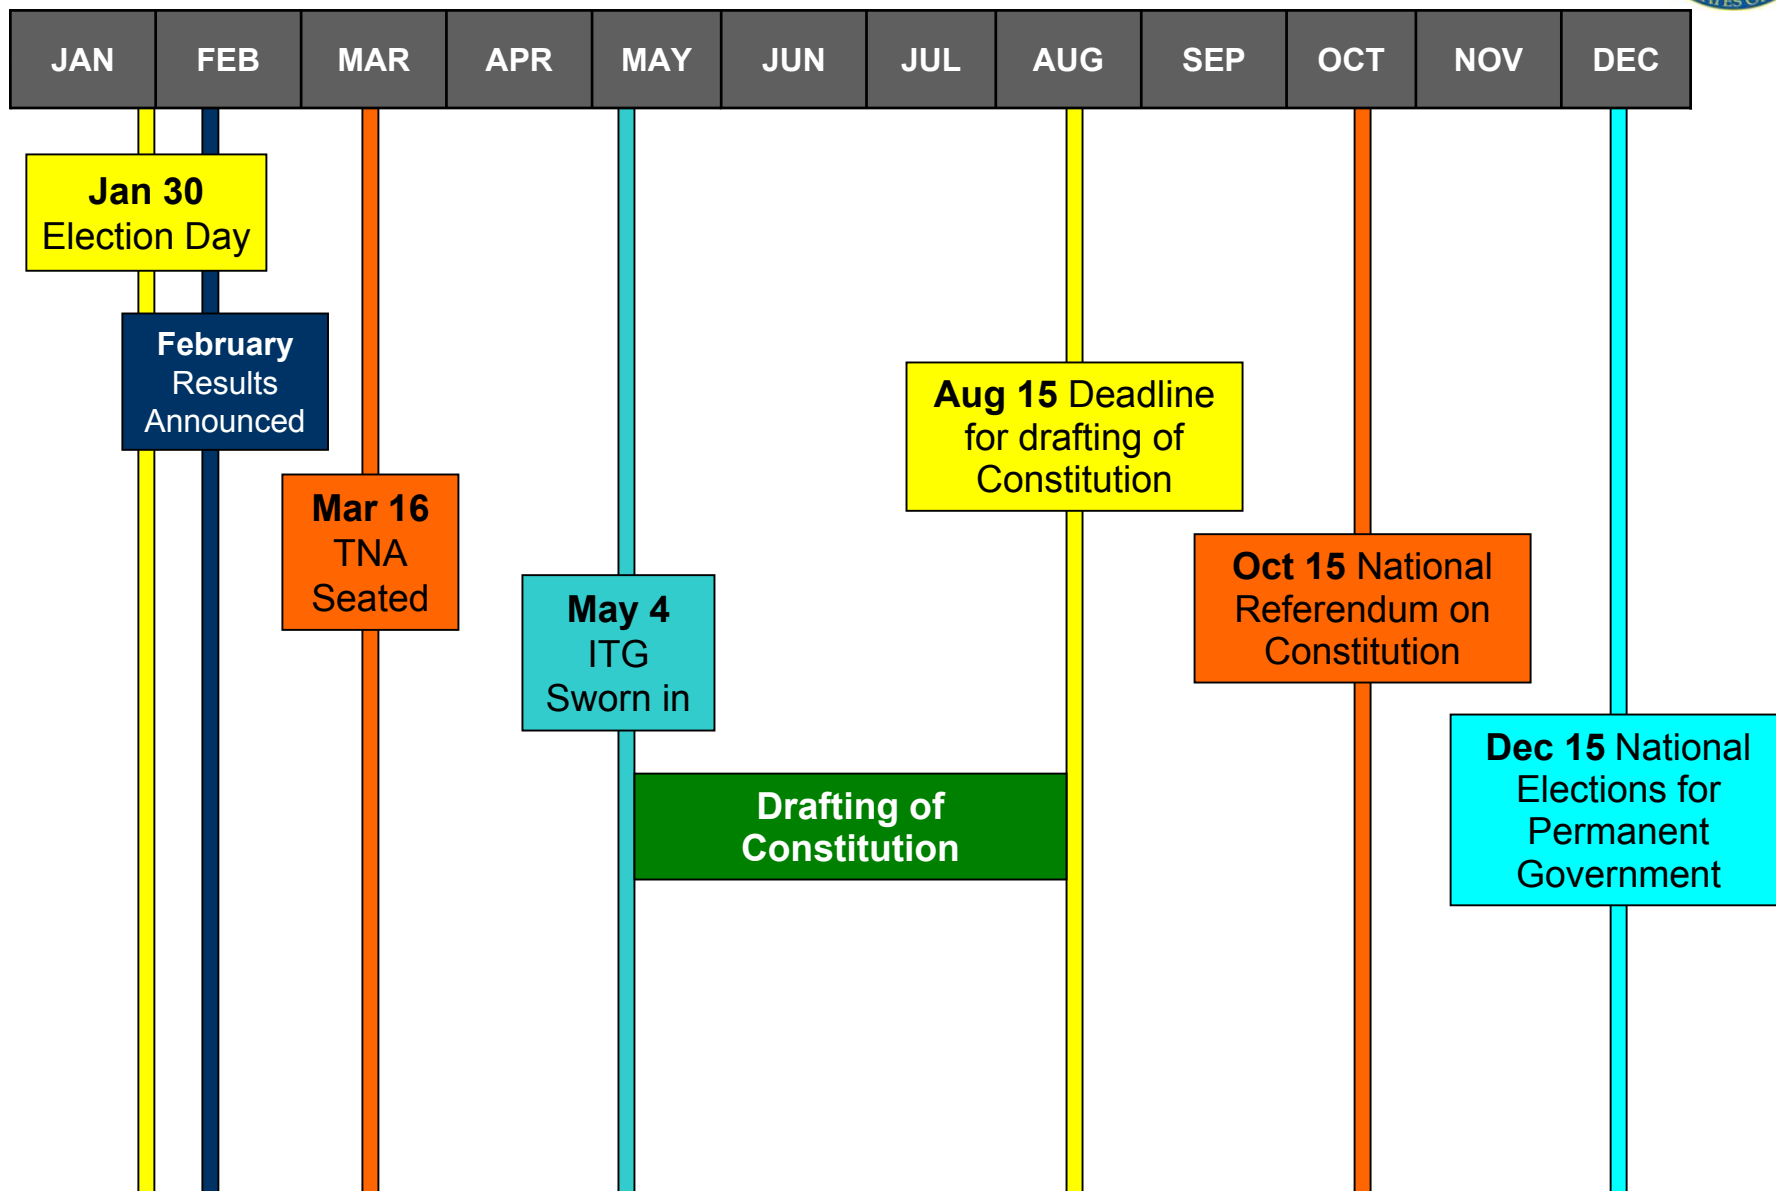 JAN FEB MAR APR MAY JUN JUL AUG SEP OCT NOV DEC
Jan 30
Election Day
February
Results
Announced
Mar 16
TNA
Seated
May 4
ITG
Sworn in
Drafting of
Constitution
Aug 15 Deadline
for drafting of
Constitution
Oct 15 National
Referendum on
Constitution
Dec 15 National
Elections for
Permanent
Government